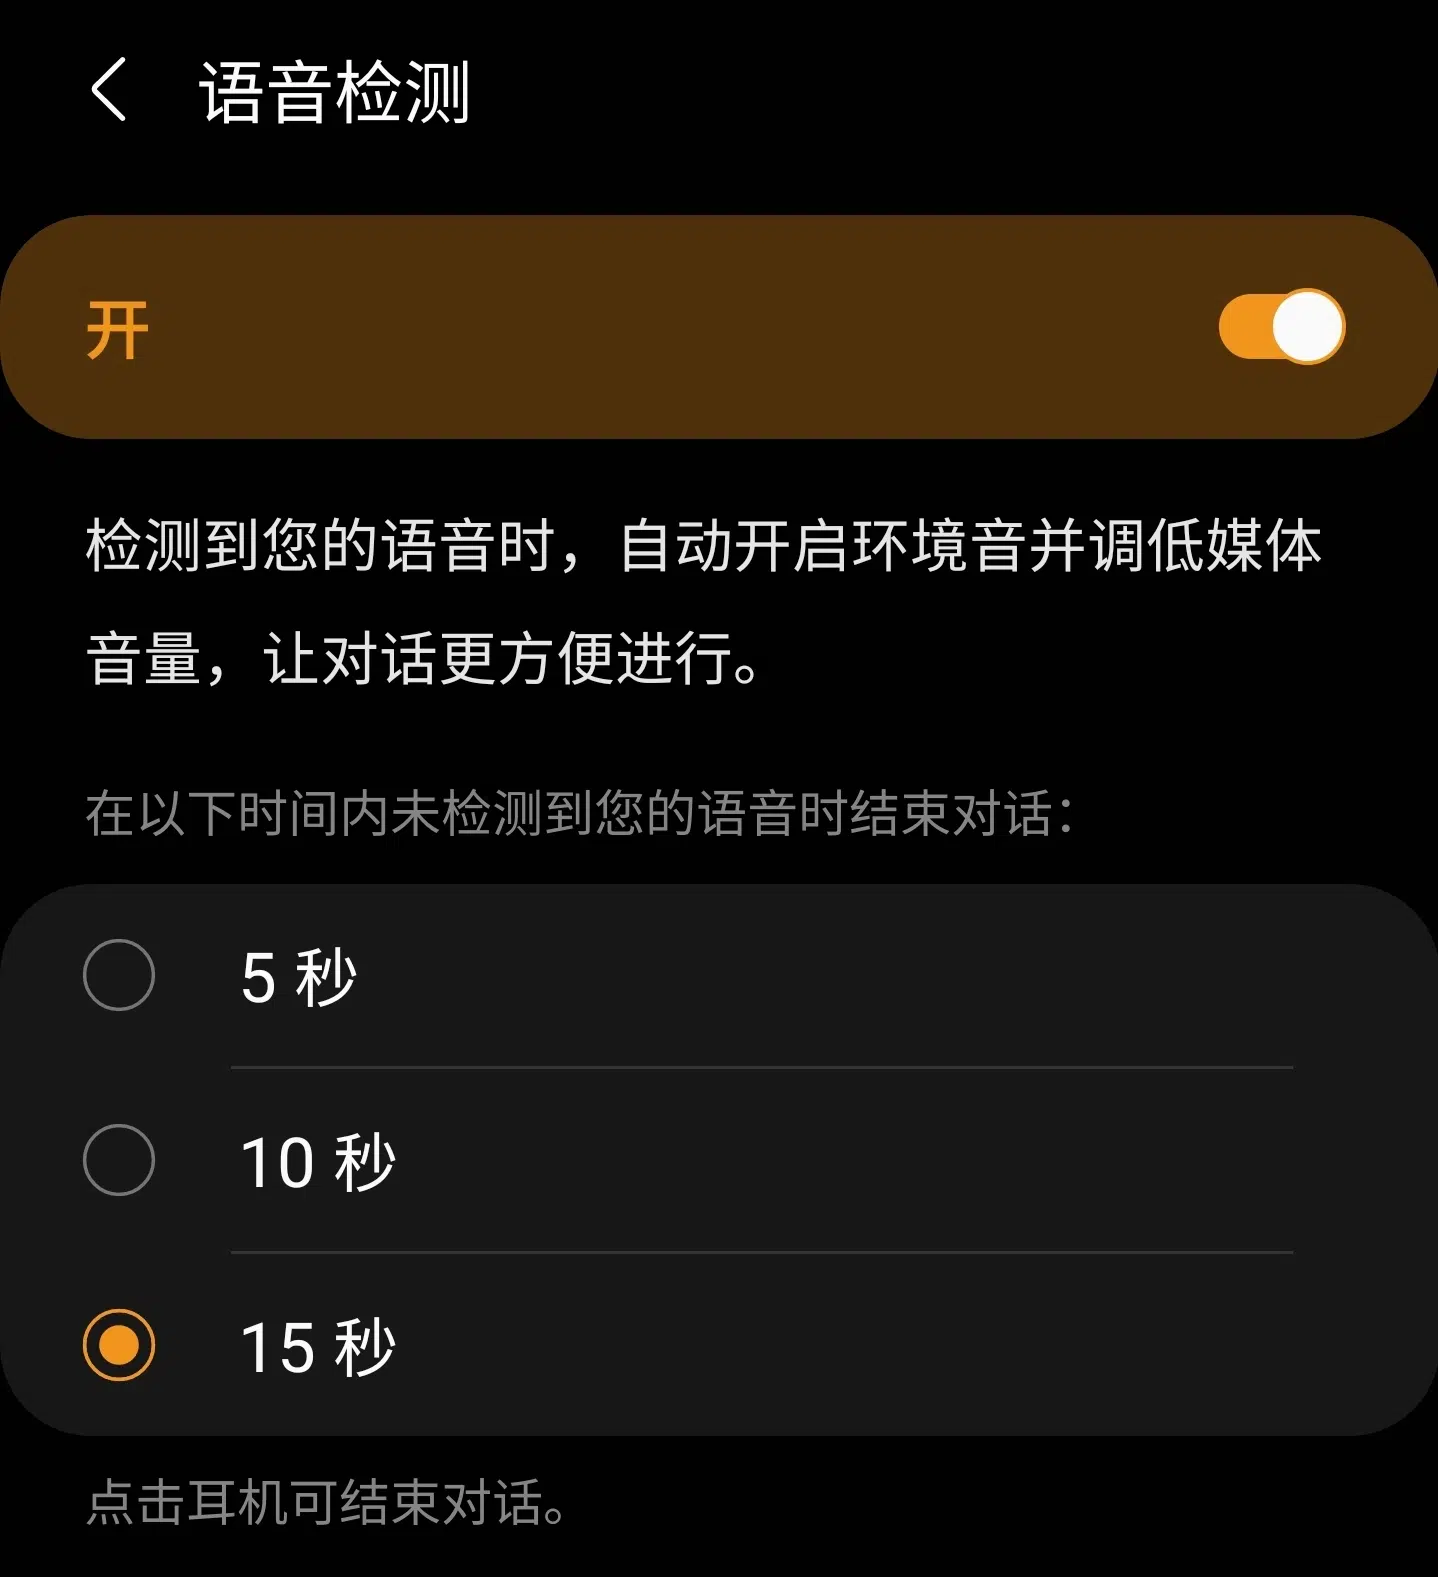 语音检测
开
检测到您的语音时，自动开启环境音并调低媒体
音量，让对话更方便进行。
在以下时间内未检测到您的语音时结束对话：
5 秒
10 秒
15 秒
点击耳机可结束对话。